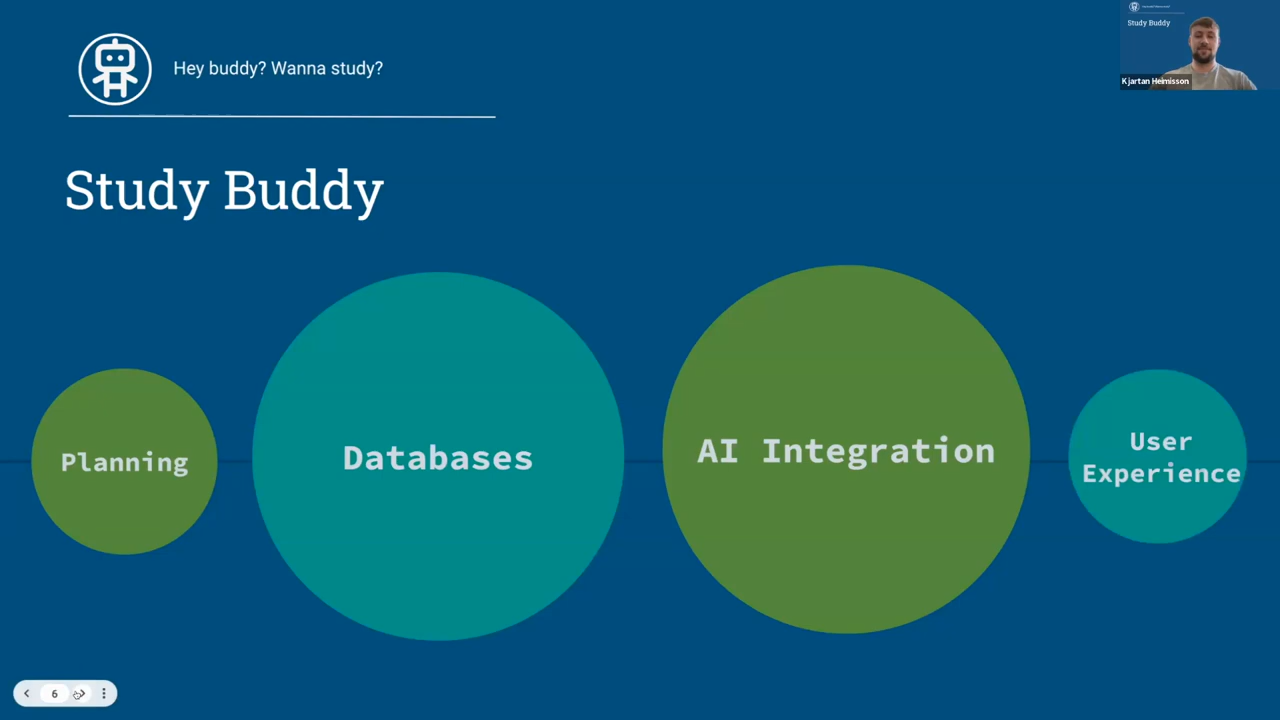 Hey buddy? Wanna study?
Study Buddy
Study Buddy
Kjartan Heimisson
Planning
Databases
AI Integration
User
Experience
6